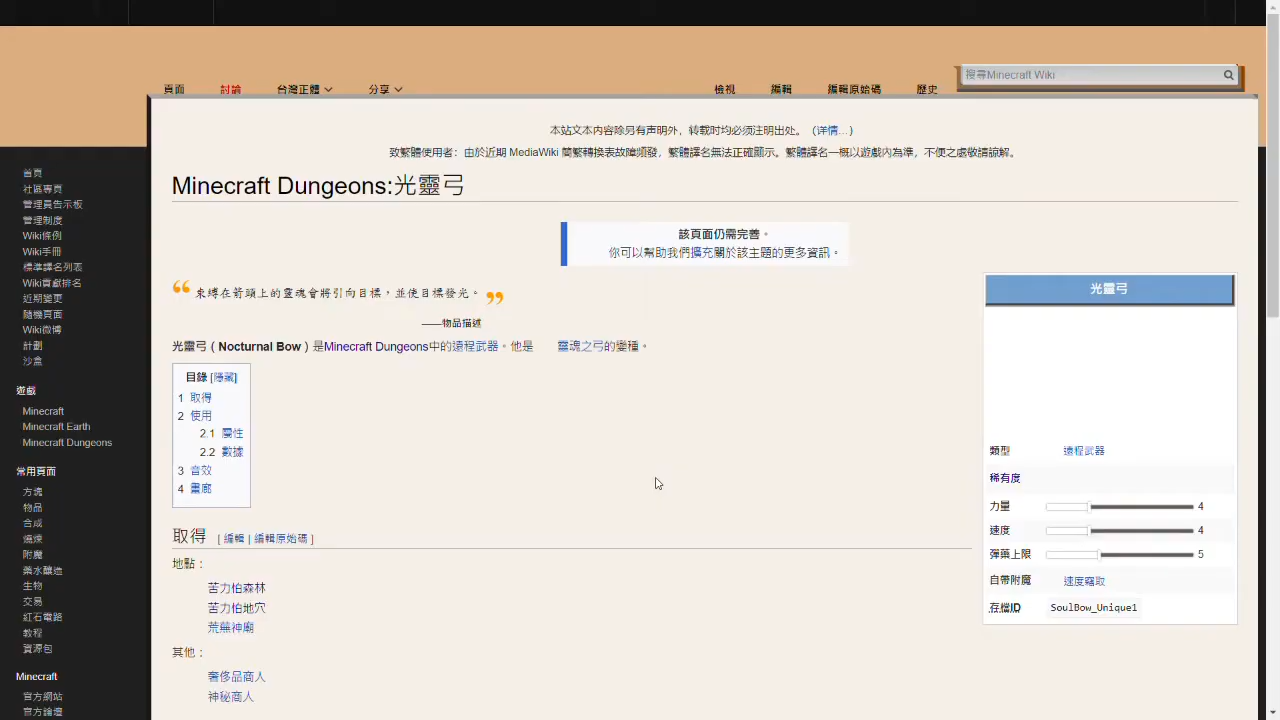 頁面 討論 台灣正體 分享 檢視 編輯 編輯原始碼 歷史 搜尋Minecraft Wiki
本站文本内容除另有声明外，转载时均必须注明出处。（详情…）
致繁體使用者：由於近期 MediaWiki 簡繁轉換表故障頻發，繁體譯名無法正確顯示。繁體譯名一概以遊戲內為準，不便之處敬請諒解。
Minecraft Dungeons:光靈弓
該頁面仍需完善。
你可以幫助我們擴充關於該主題的更多資訊。
“ 束縛在箭頭上的靈魂會將引向目標，並使目標發光。 ”
——物品描述
光靈弓（Nocturnal Bow）是Minecraft Dungeons中的遠程武器。他是 靈魂之弓的變種。
目錄 [隱藏]
1 取得
2 使用
2.1 屬性
2.2 數據
3 音效
4 畫廊
取得 [ 編輯 | 編輯原始碼 ]
地點：
苦力怕森林
苦力怕地穴
荒蕪神廟
其他：
奢侈品商人
神秘商人
光靈弓
類型 遠程武器
稀有度
力量 4
速度 4
彈藥上限 5
自帶附魔 速度竊取
存檔ID SoulBow_Unique1
首頁
社區專頁
管理員告示板
管理制度
Wiki條例
Wiki手冊
標準譯名列表
Wiki貢獻排名
近期變更
隨機頁面
Wiki微博
計劃
沙盒
遊戲
Minecraft
Minecraft Earth
Minecraft Dungeons
常用頁面
方塊
物品
合成
燒煉
附魔
藥水釀造
生物
交易
紅石電路
教程
資源包
Minecraft
官方網站
官方論壇